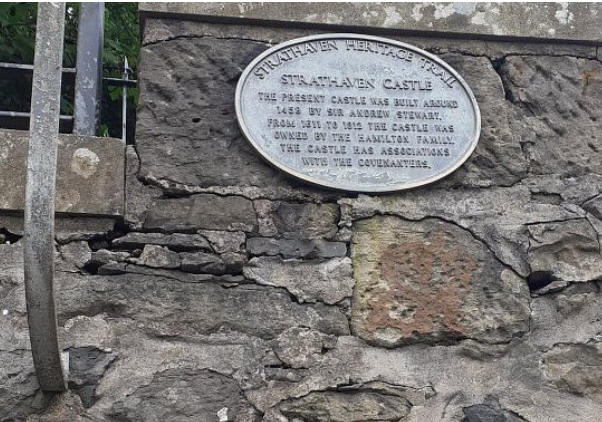 STRATHAVEN HERITAGE TRAIL
STRATHAVEN CASTLE
THE PRESENT CASTLE WAS BUILT AROUND
1458 BY SIR ANDREW STEWART.
FROM 1611 TO 1912 THE CASTLE WAS
OWNED BY THE HAMILTON FAMILY.
THE CASTLE HAS ASSOCIATIONS
WITH THE COVENANTERS.